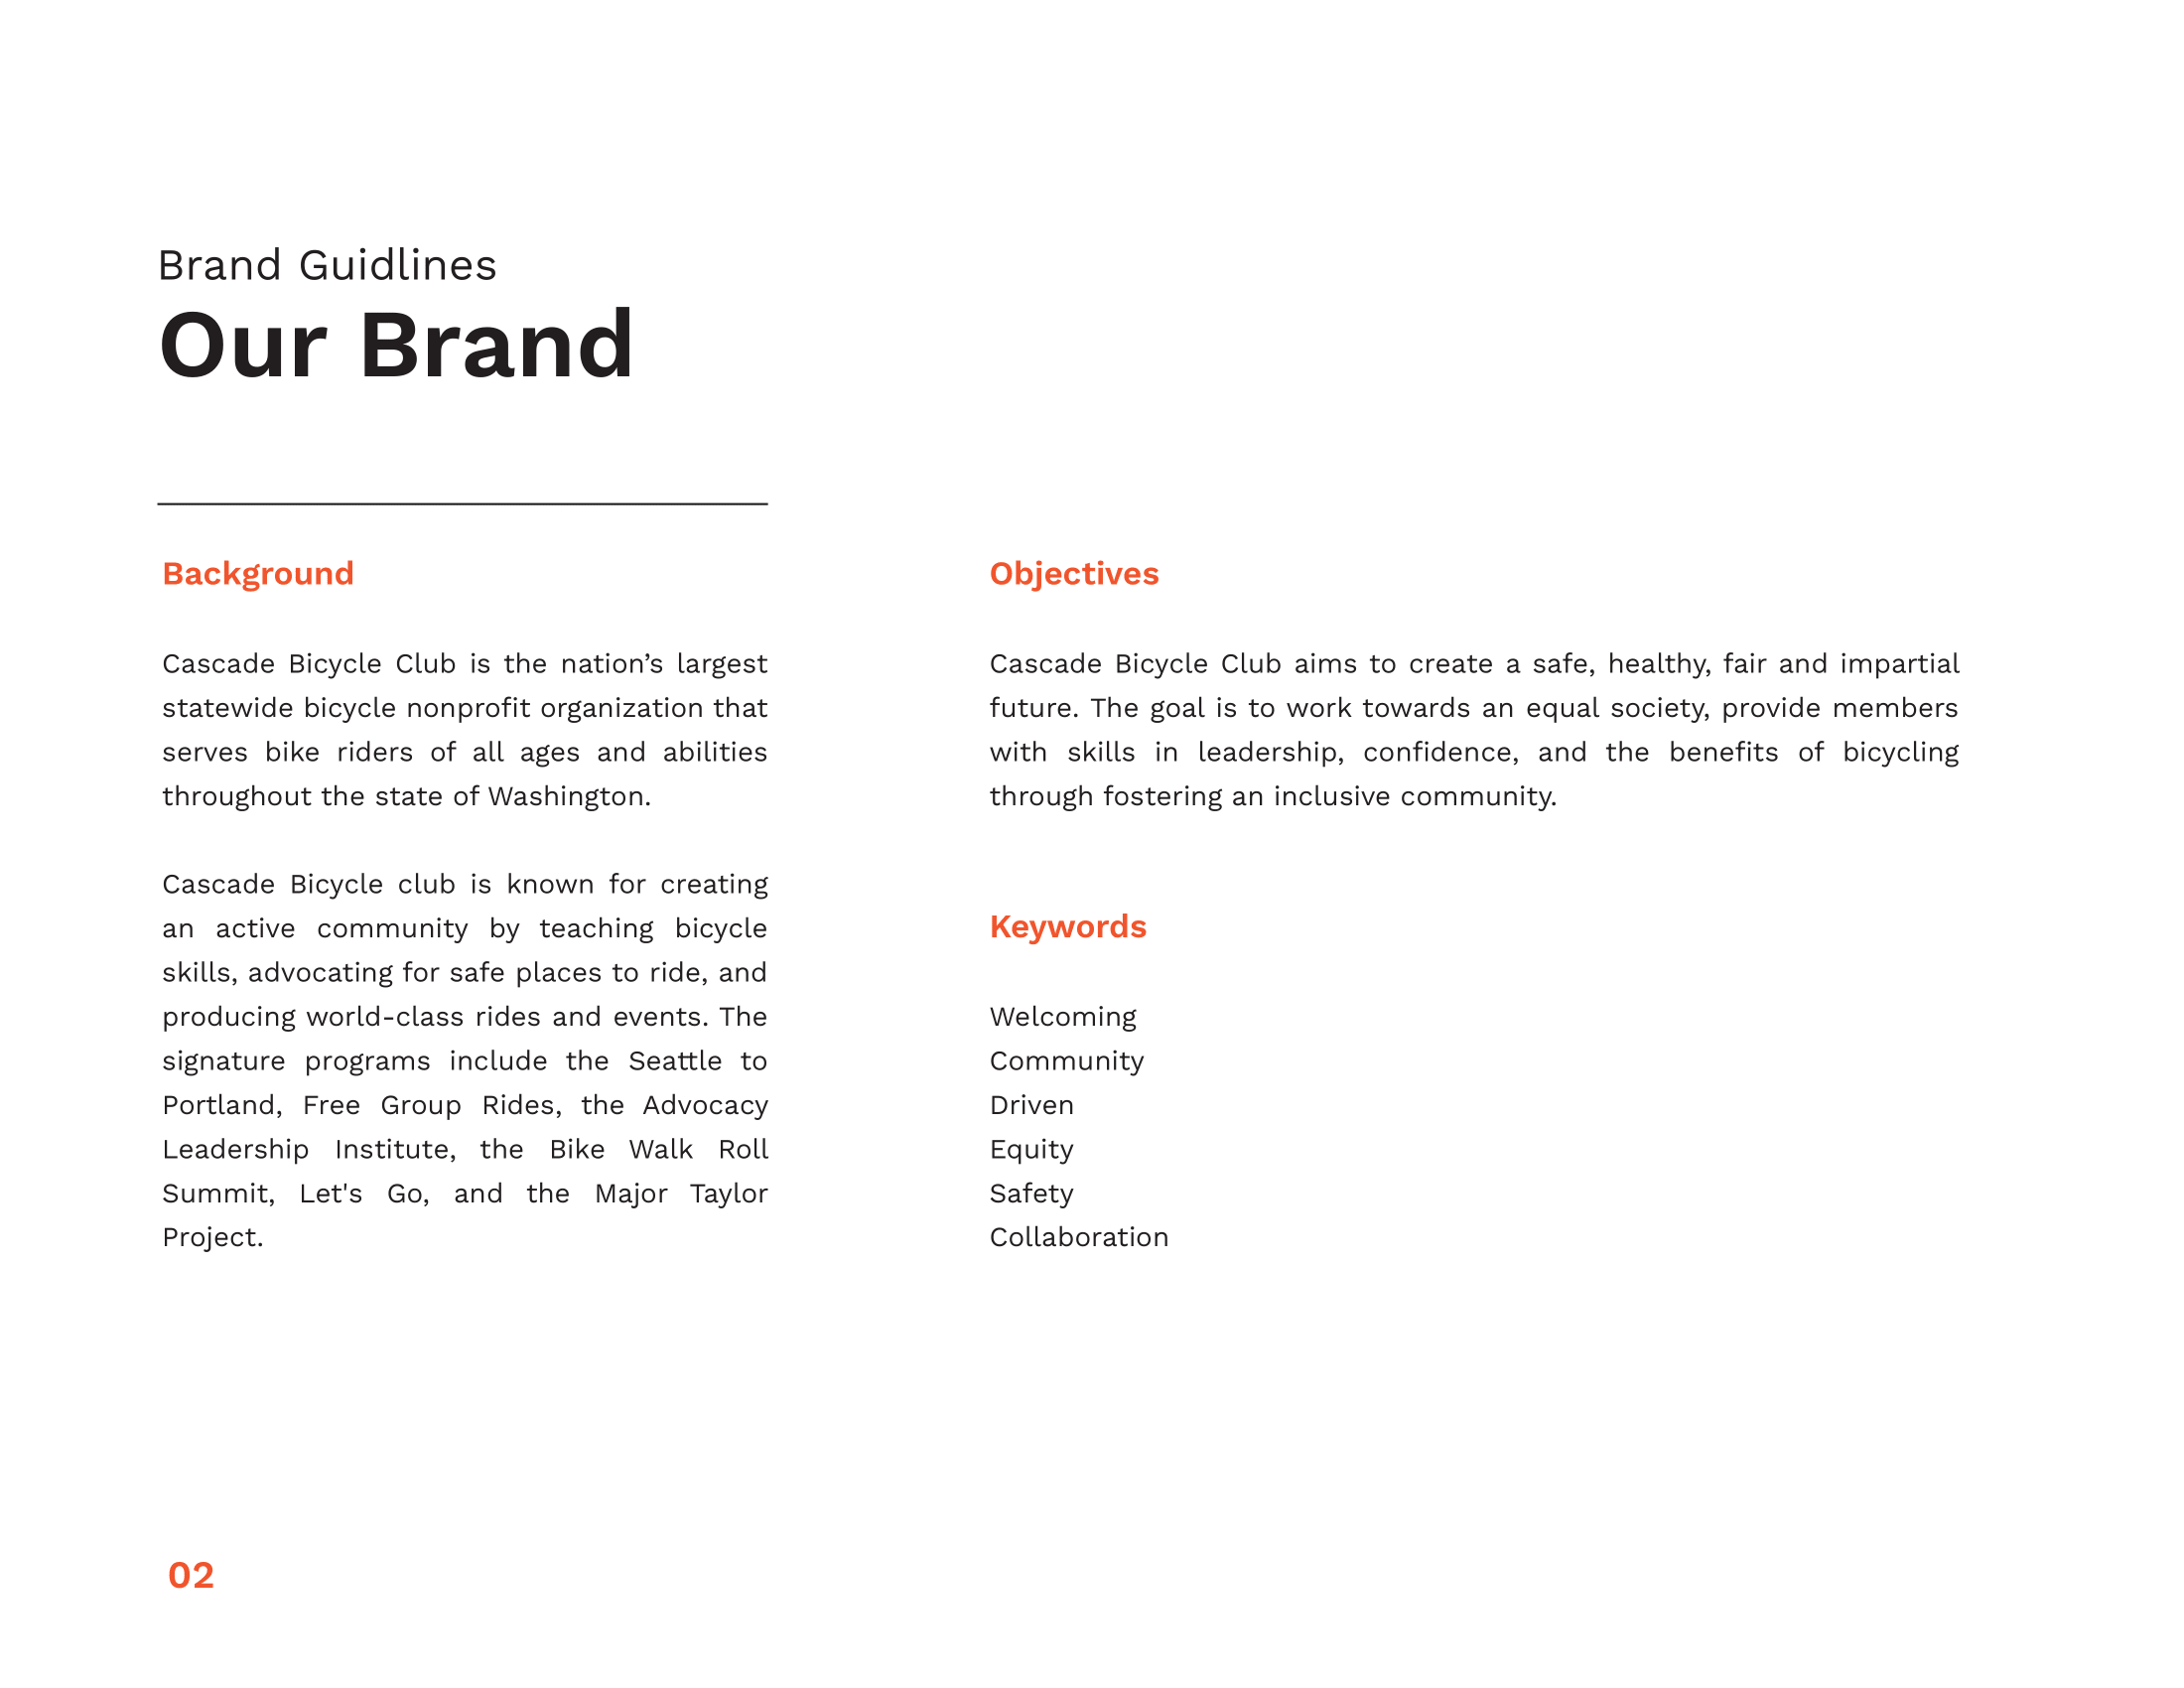 Brand Guidlines
Our Brand
Background
Cascade Bicycle Club is the nation’s largest
statewide bicycle nonprofit organization that
serves bike riders of all ages and abilities
throughout the state of Washington.
Cascade Bicycle club is known for creating
an active community by teaching bicycle
skills, advocating for safe places to ride, and
producing world-class rides and events. The
signature programs include the Seattle to
Portland, Free Group Rides, the Advocacy
Leadership Institute, the Bike Walk Roll
Summit, Let's Go, and the Major Taylor
Project.
Objectives
Cascade Bicycle Club aims to create a safe, healthy, fair and impartial
future. The goal is to work towards an equal society, provide members
with skills in leadership, confidence, and the benefits of bicycling
through fostering an inclusive community.
Keywords
Welcoming
Community
Driven
Equity
Safety
Collaboration
02